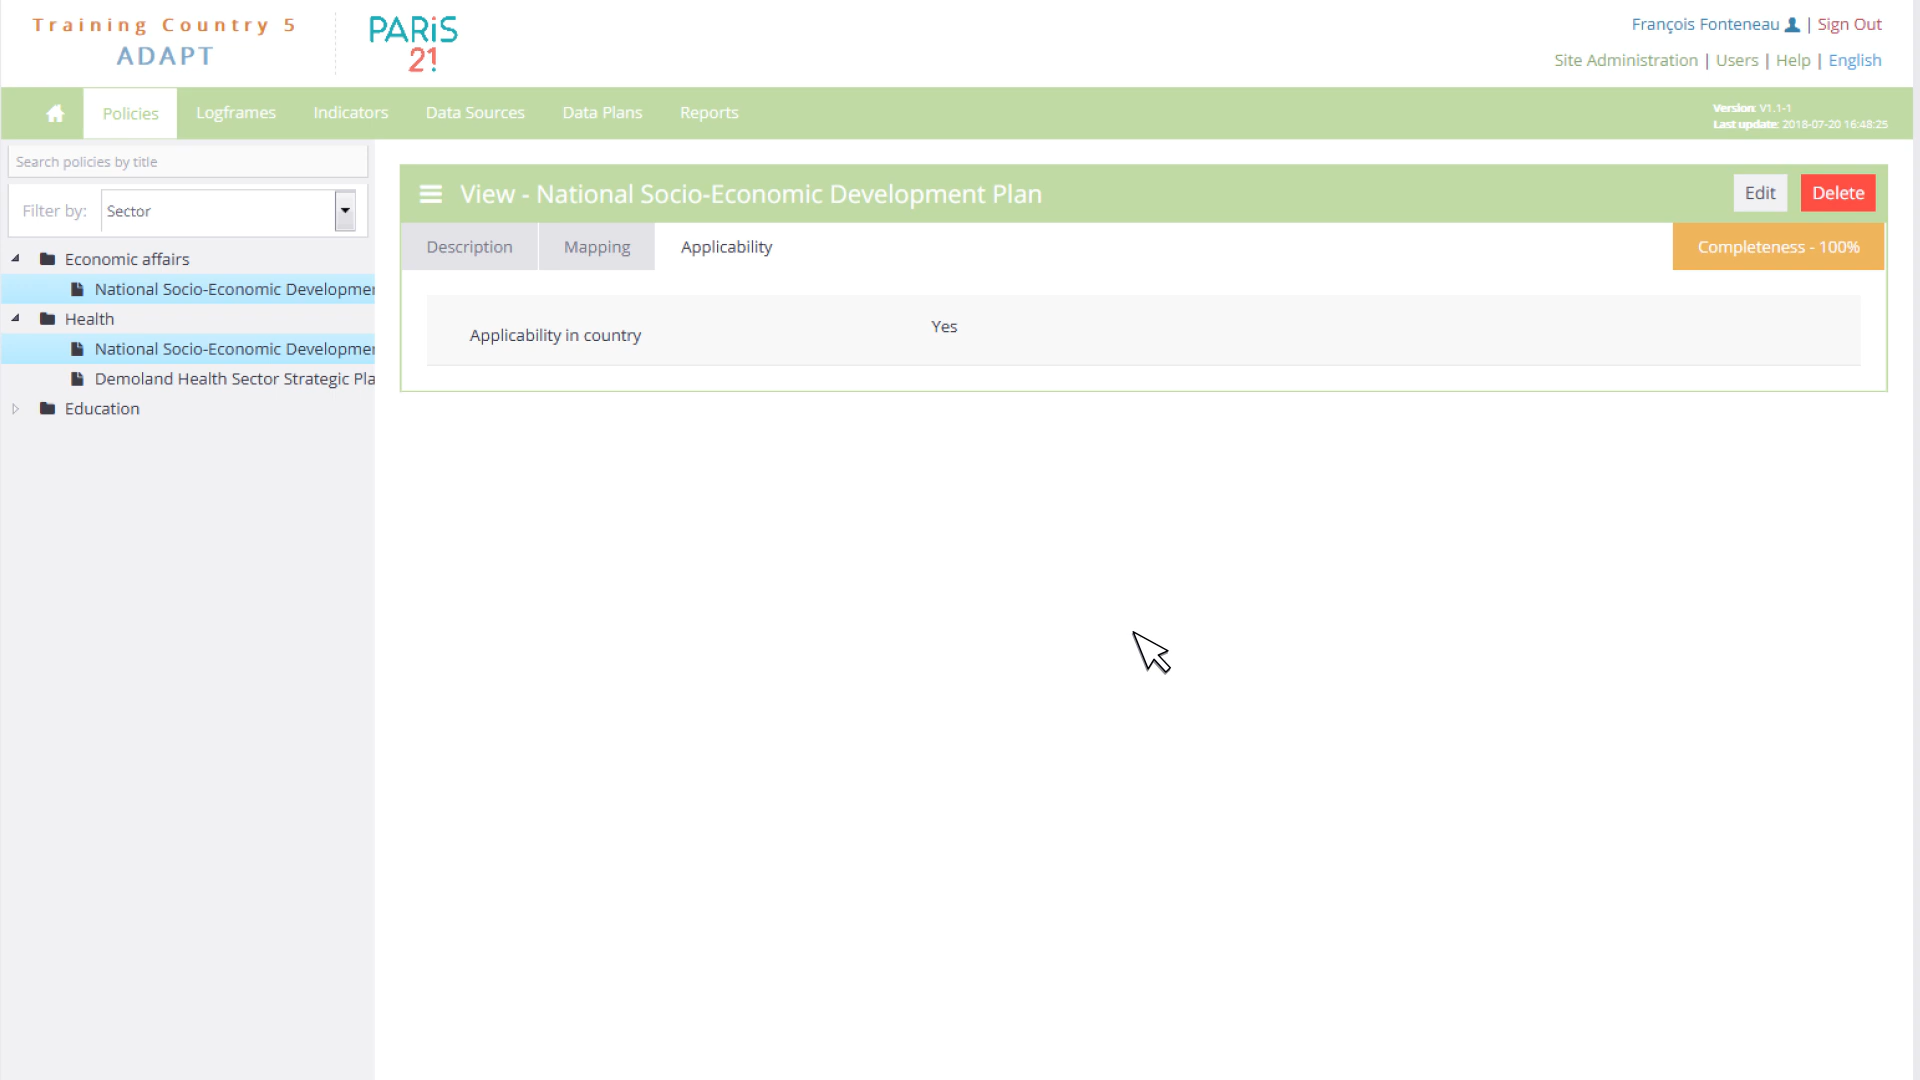 Training Country 5
ADAPT
PARiS
21!
François Fonteneau | Sign Out
Site Administration | Users | Help | English
Policies
Logframes
Indicators
Data Sources
Data Plans
Reports
Version: V1.1-1
Last update: 2018-07-20 16:48:25
Search policies by title
Filter by:
Sector
Economic affairs
National Socio-Economic Developmer
Health
National Socio-Economic Developmer
Demoland Health Sector Strategic Pla
Education
View - National Socio-Economic Development Plan
Edit
Delete
Description
Mapping
Applicability
Completeness - 100%
Applicability in country
Yes